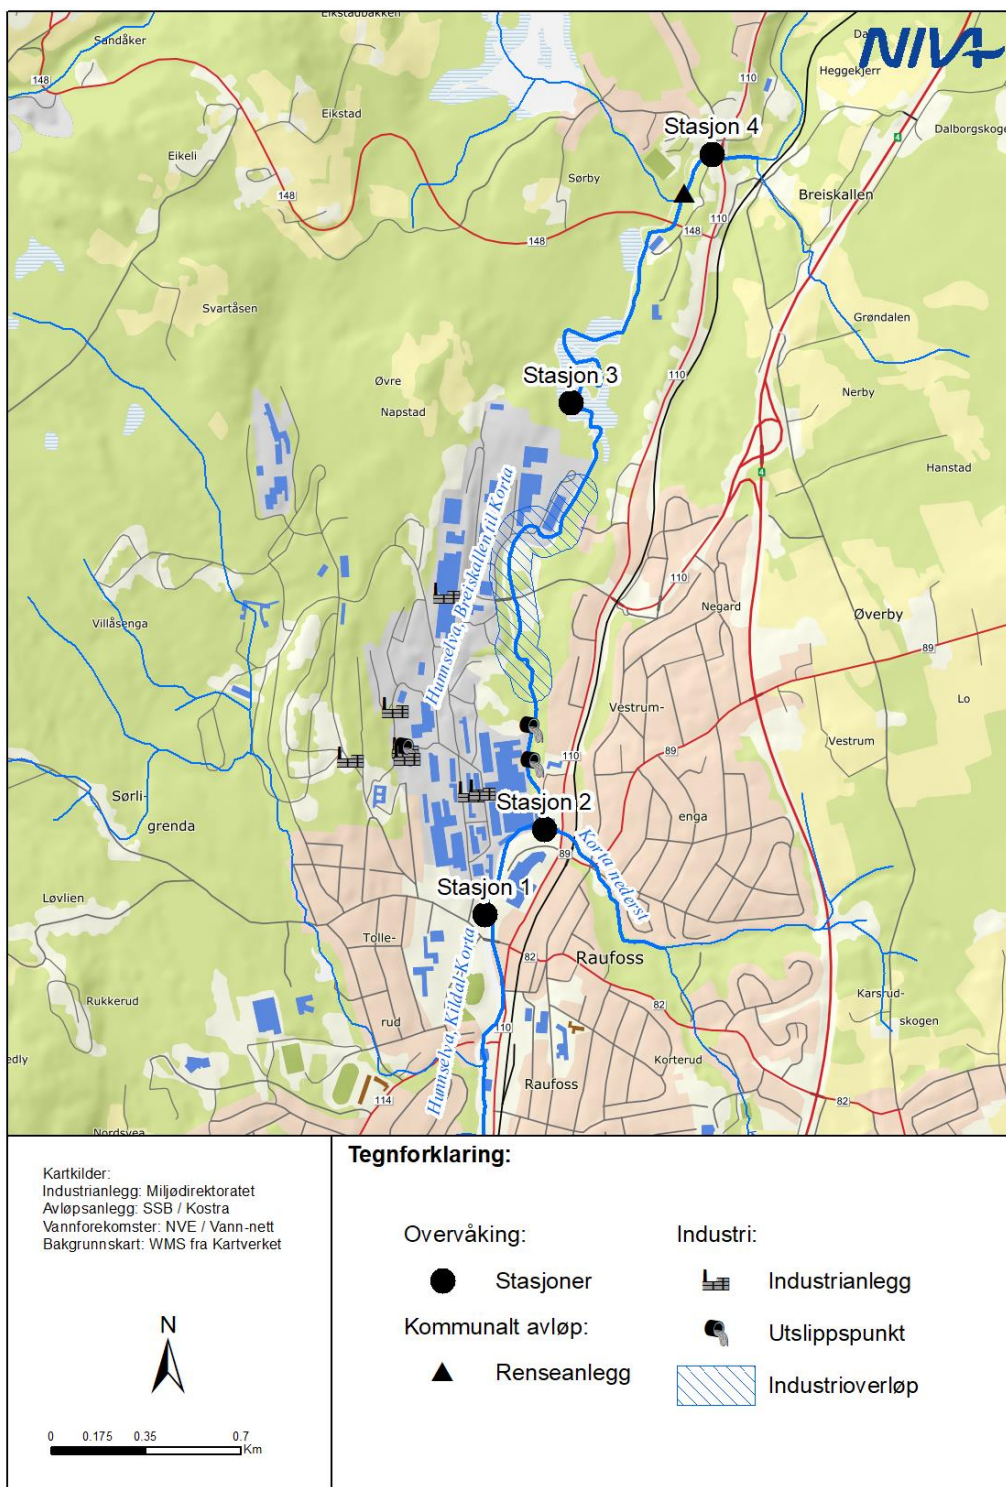 Eikstadbakken
Sandåker
NIVA
Da
Heggekjerr
148
110
Eikstad
4
Dalborgskoge
Stasjon 4
Eikeli
Sørby
Breiskallen
148
110
148
148
Svartåsen
Grøndalen
110
Stasjon 3
Øvre
Napstad
Nerby
4
Hanstad
Hunnselva, Breiskallen til Korta
110
Negard
Øverby
Villåsenga
89
Lo
Vestrum-
Vestrum
110
89
Sørli-
grenda
Stasjon 2
enga
89
Korta nederst
Stasjon 1
Løvlien
Tolle-
82
Raufoss
Hunnselva, Kildal-Korta
Rukkerud
82
Karsrud-
skogen
rud
110
edly
Korterud
Raufoss
114
82
Nordsvea
Kartkilder:
Industrianlegg: Miljødirektoratet
Avløpsanlegg: SSB / Kostra
Vannforekomster: NVE / Vann-nett
Bakgrunnskart: WMS fra Kartverket
N
0 0.175 0.35 0.7
Km
Tegnforklaring:
Overvåking:
Stasjoner
Kommunalt avløp:
Renseanlegg
Industri:
Industrianlegg
Utslippspunkt
Industrioverløp